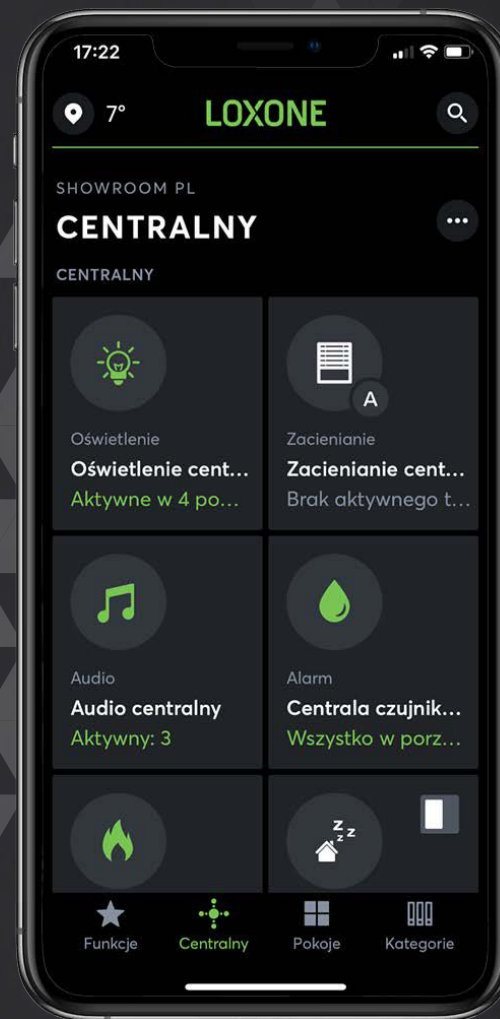 17:22
7°
LOXONE
SHOWROOM PL
CENTRALNY
CENTRALNY
A
Oświetlenie
Oświetlenie cent...
Aktywne w 4 po...
Zacienianie
Zacienianie cent...
Brak aktywnego t...
Audio
Audio centralny
Aktywny: 3
Alarm
Centrala czujnik...
Wszystko w porz...
z z z
Funkcje
Centralny
Pokoje
Kategorie